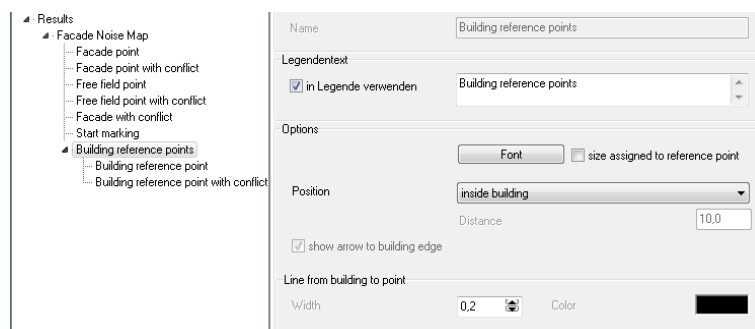 Results
Facade Noise Map
Facade point
Facade point with conflict
Free field point
Free field point with conflict
Facade with conflict
Start marking
Building reference points
Building reference point
Building reference point with conflict
Name Building reference points
Legendentext
in Legende verwenden Building reference points
Options
Font size assigned to reference point
Position inside building
Distance 10,0
show arrow to building edge
Line from building to point
Width 0,2 Color